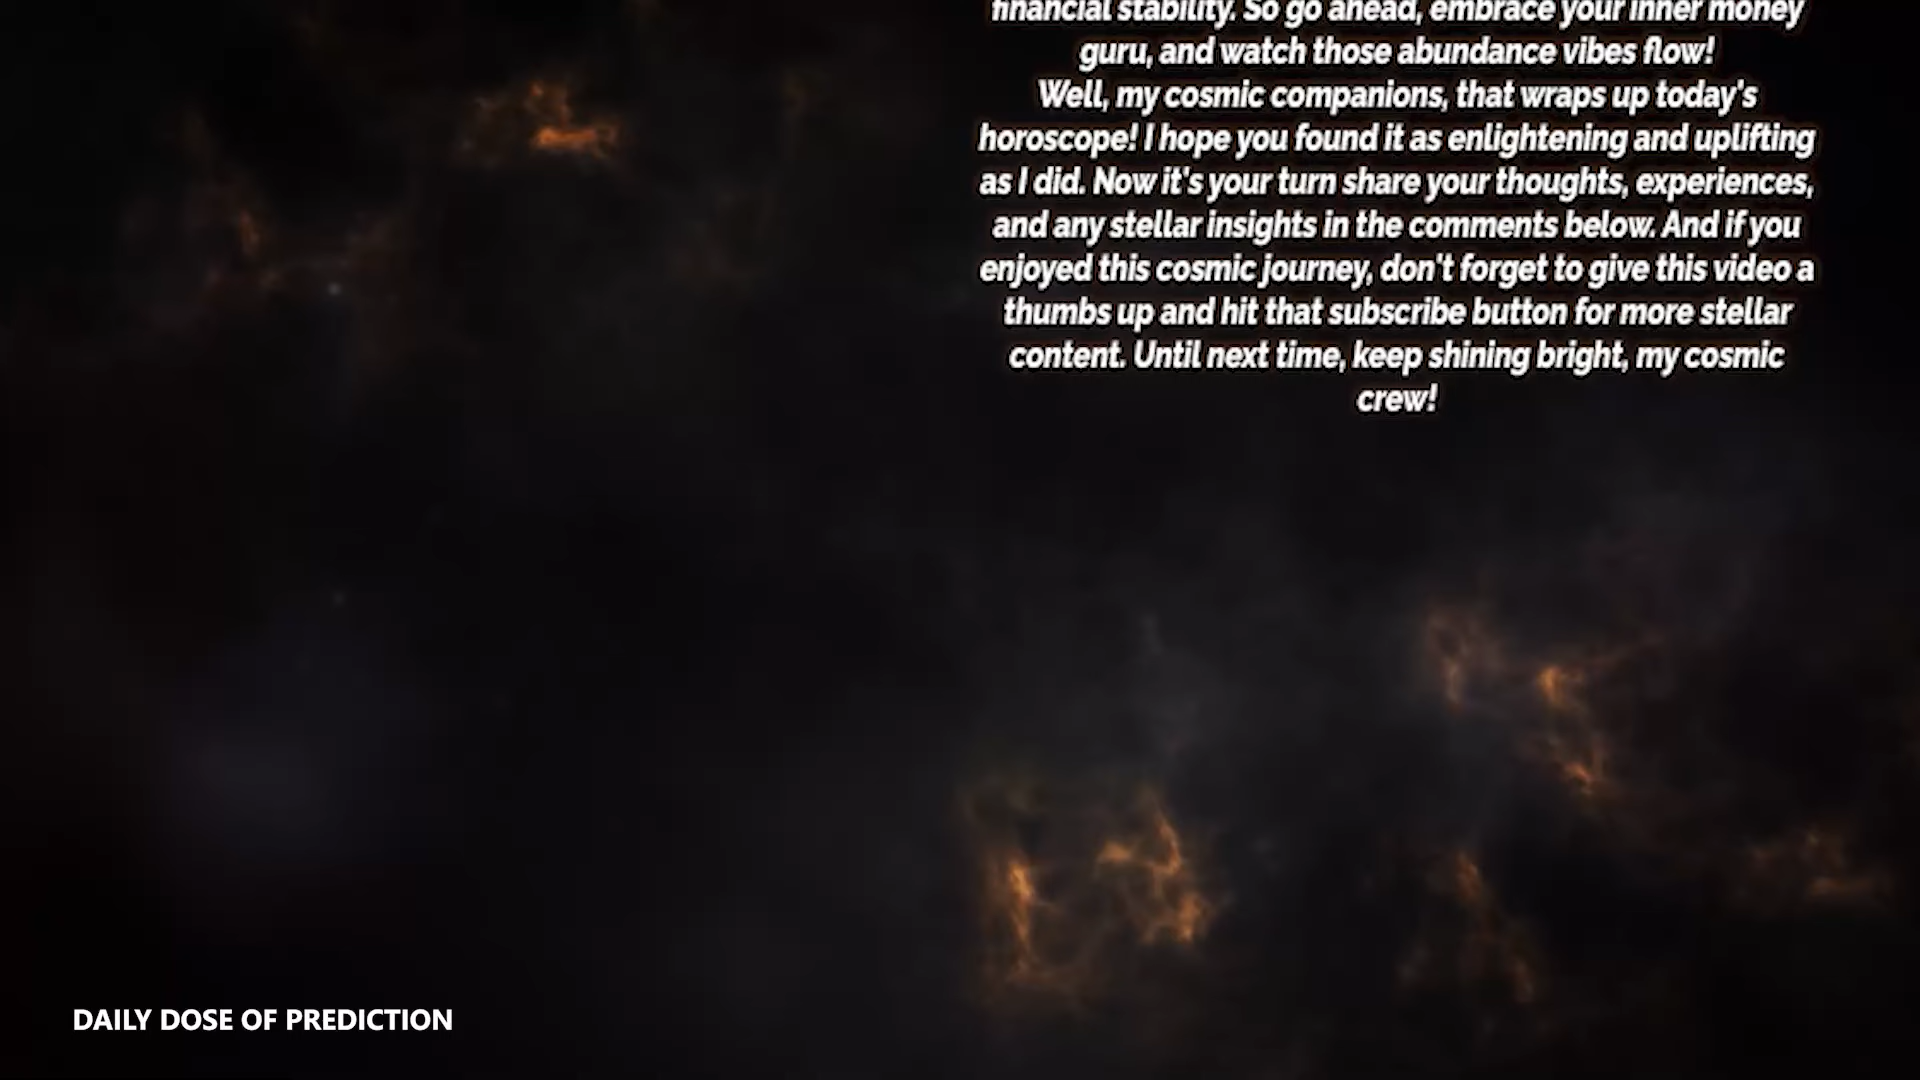 financial stability. So go ahead, embrace your inner money
guru, and watch those abundance vibes flow!
Well, my cosmic companions, that wraps up today's
horoscope! I hope you found it as enlightening and uplifting
as I did. Now it's your turn share your thoughts, experiences,
and any stellar insights in the comments below. And if you
enjoyed this cosmic journey, don't forget to give this video a
thumbs up and hit that subscribe button for more stellar
content. Until next time, keep shining bright, my cosmic
crew!
DAILY DOSE OF PREDICTION